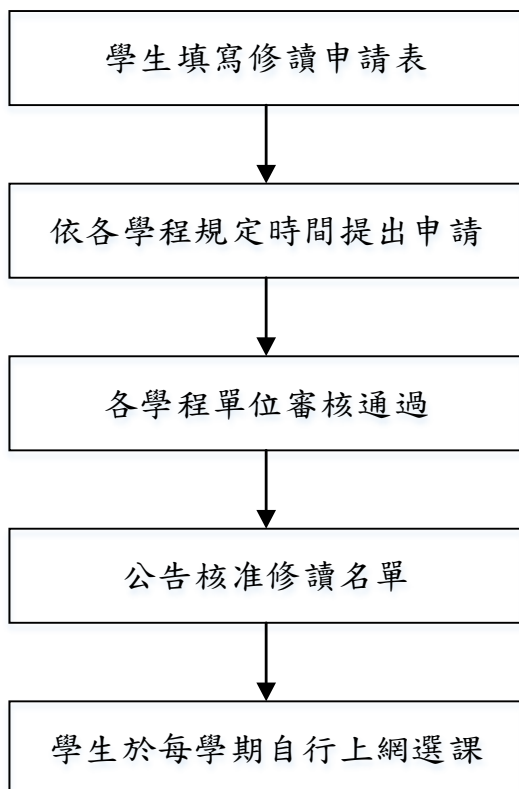 學生填寫修讀申請表
依各學程規定時間提出申請
各學程單位審核通過
公告核准修讀名單
學生於每學期自行上網選課